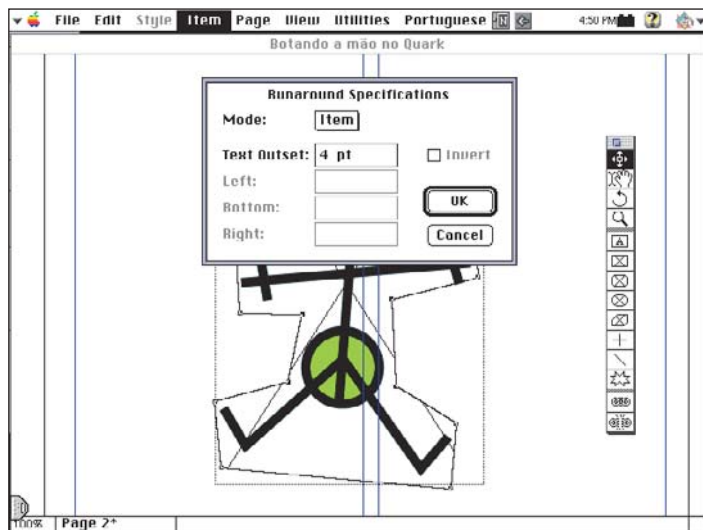 File Edit Style Item Page View Utilities Portuguese 4:50 PM
Botando a mão no Quark
Runaround Specifications
Mode: Item
Text Outset: 4 pt Invert
Left:
Bottom: OK
Right: Cancel
A
100% Page 2*